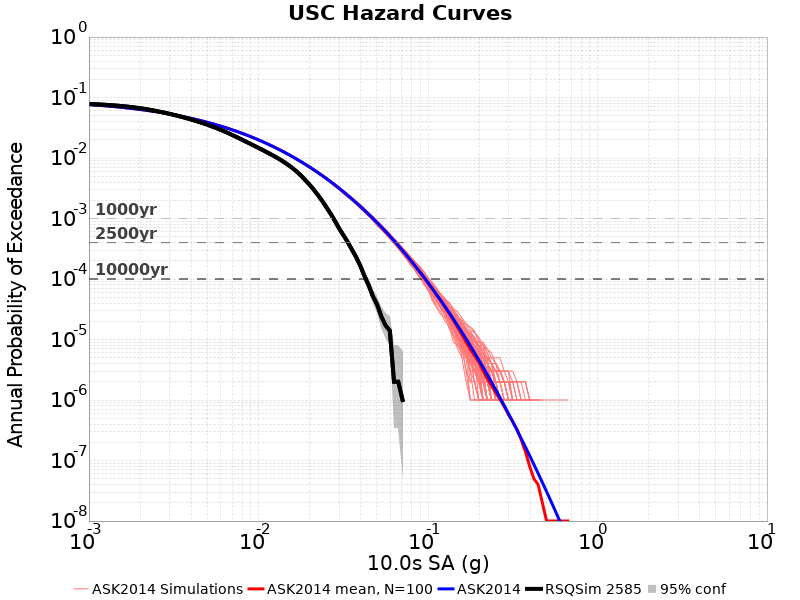 USC Hazard Curves
Annual Probability of Exceedance
10^0
10^-1
10^-2
10^-3
10^-4
10^-5
10^-6
10^-7
10^-8
1000yr
2500yr
10000yr
10^-3 10^-2 10^-1 10^0 10^1
10.0s SA (g)
ASK2014 Simulations ASK2014 mean, N=100 ASK2014 RSQSim 2585 95% conf